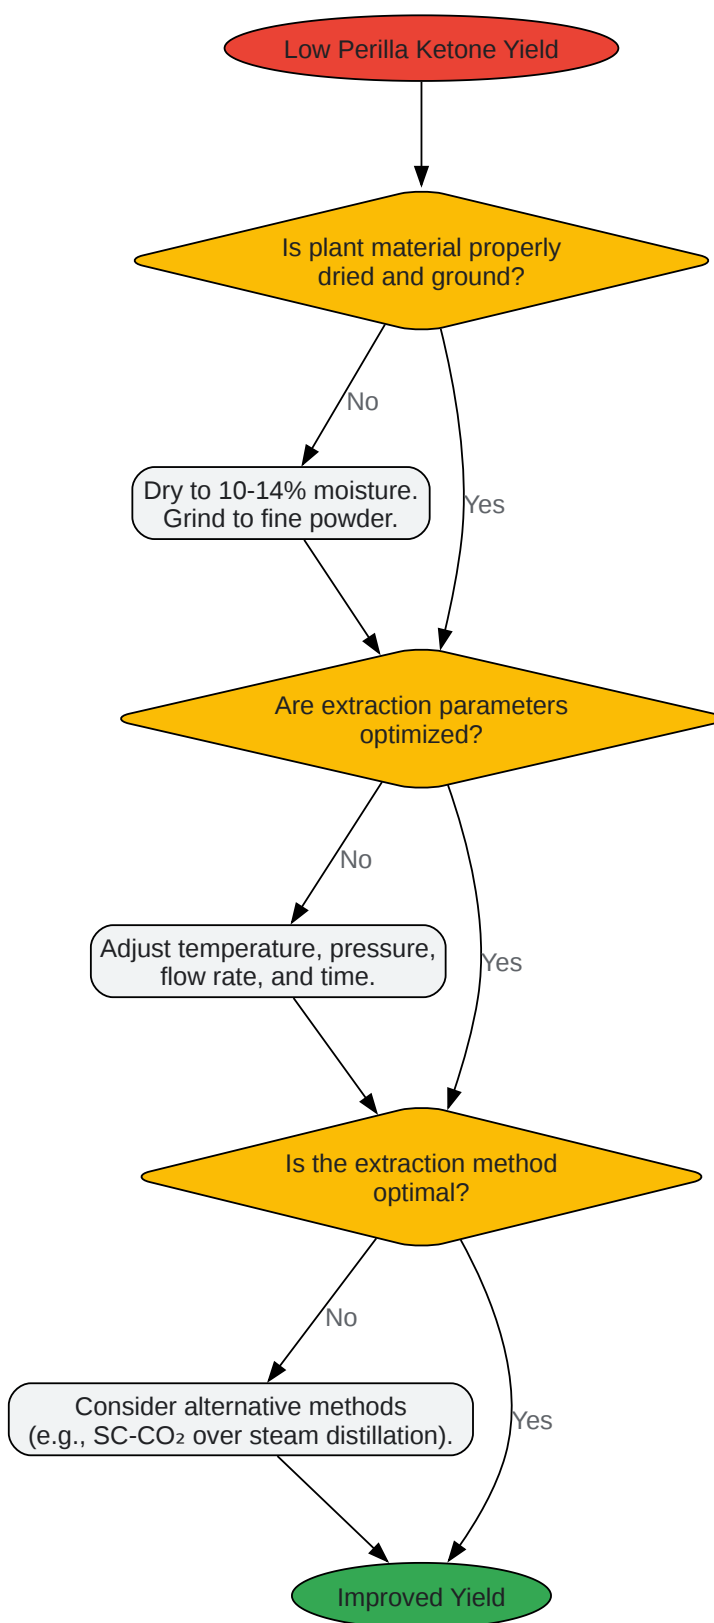 Low Perilla Ketone Yield
Is plant material properly
dried and ground?
No
Dry to 10-14% moisture.
Grind to fine powder.
Yes
Are extraction parameters
optimized?
No
Adjust temperature, pressure,
flow rate, and time.
Yes
Is the extraction method
optimal?
No
Consider alternative methods
(e.g., SC-CO₂ over steam distillation).
Yes
Improved Yield